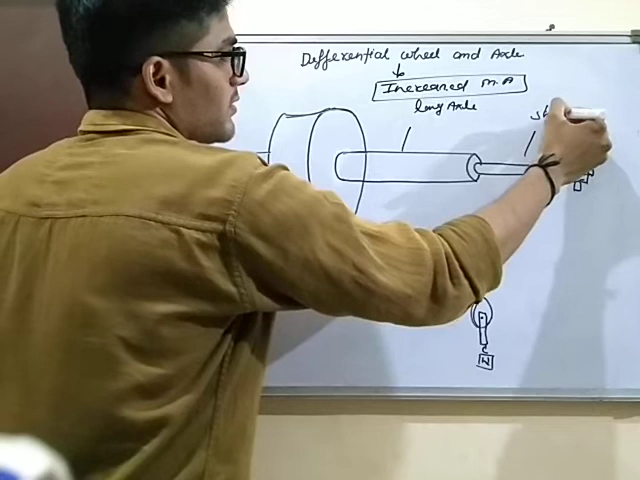 Differential wheel and Axle
Increased M.A
long Axle
W